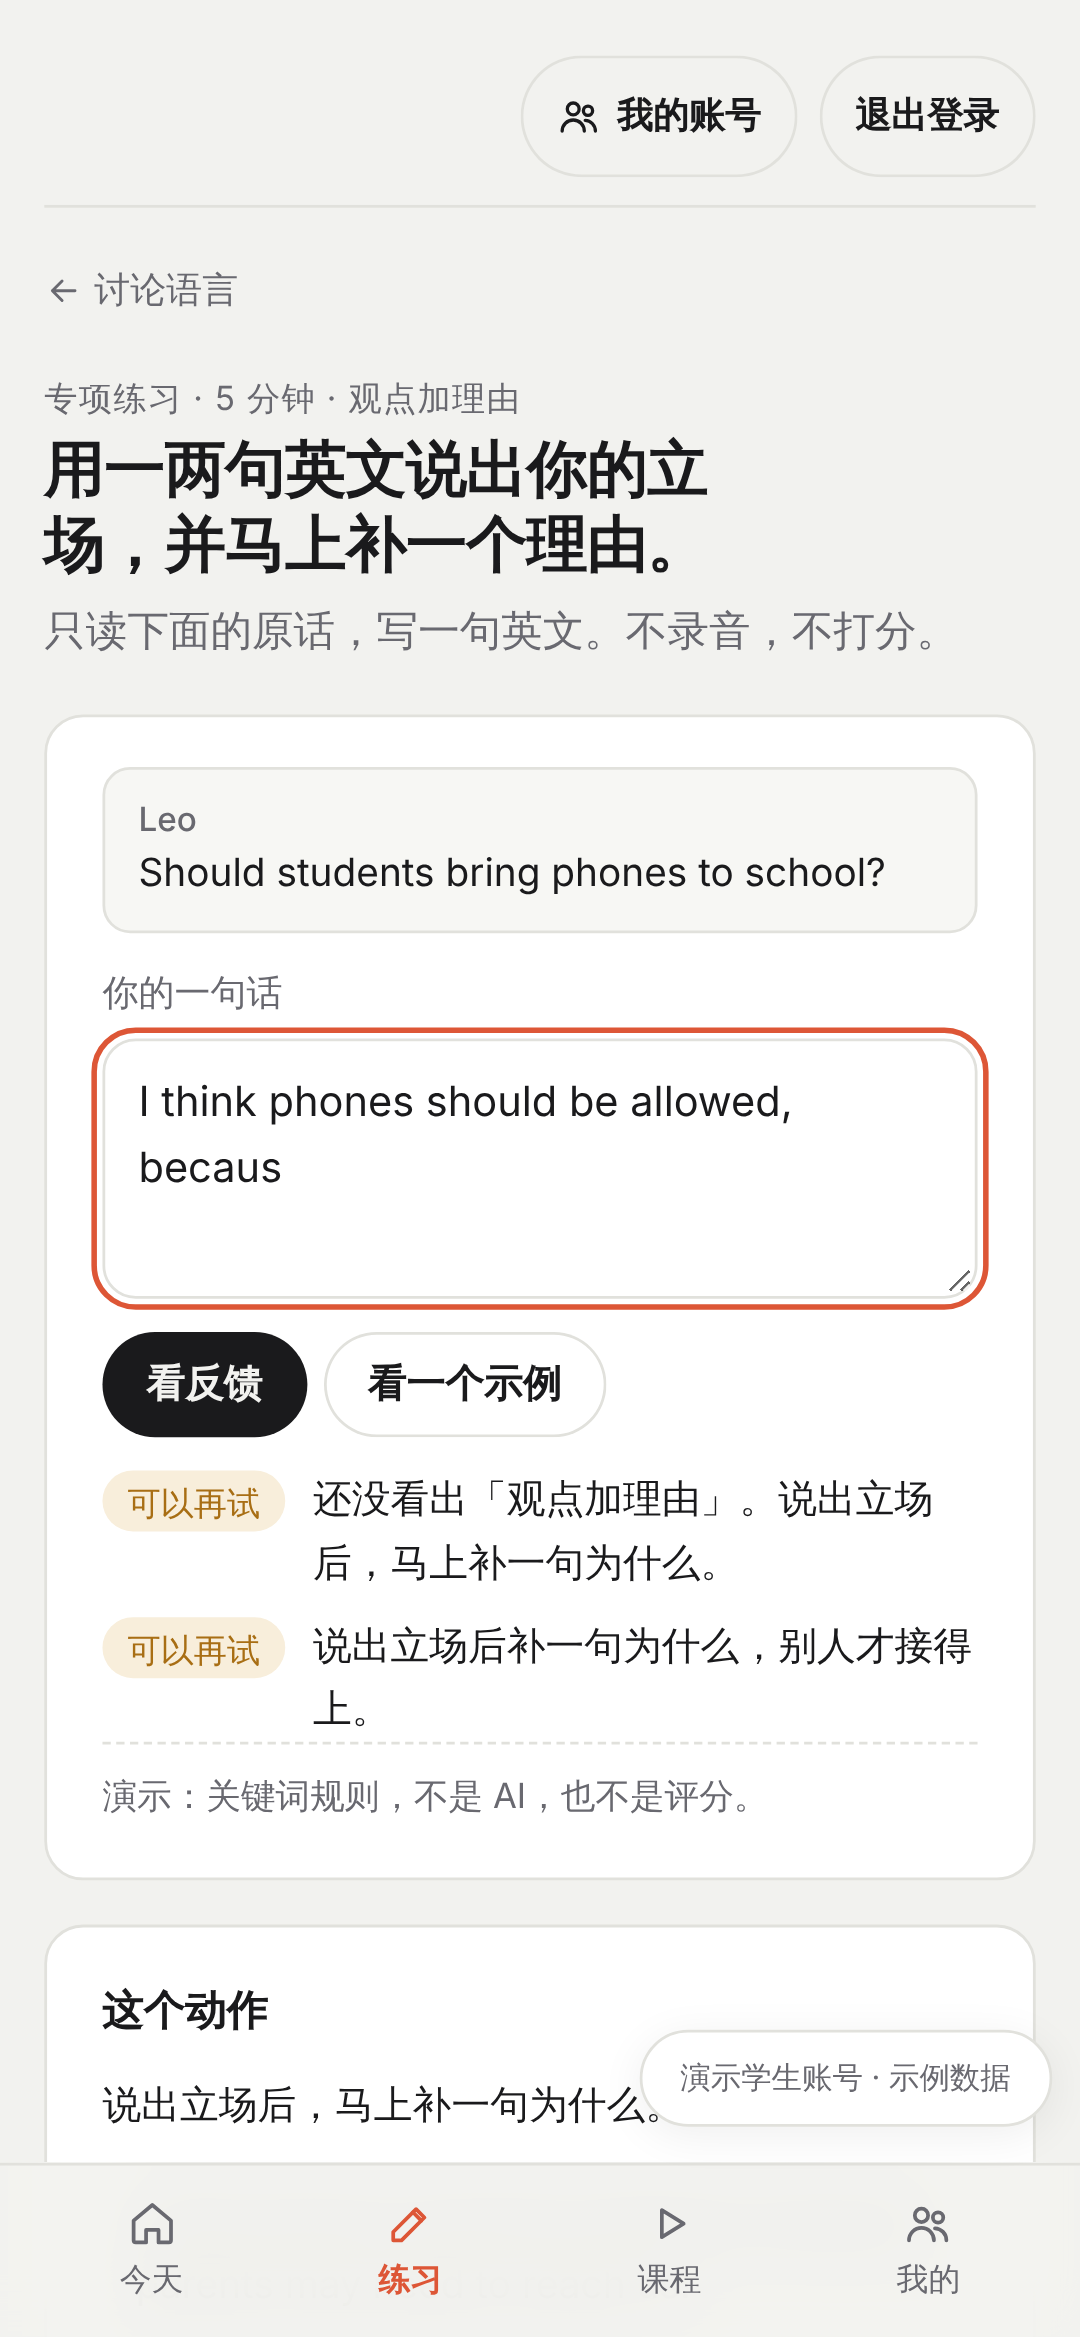 我的账号
退出登录
← 讨论语言
专项练习 · 5 分钟 · 观点加理由
用一两句英文说出你的立
场，并马上补一个理由。
只读下面的原话，写一句英文。不录音，不打分。
Leo
Should students bring phones to school?
你的一句话
I think phones should be allowed,
becaus
看反馈
看一个示例
可以再试
还没看出「观点加理由」。说出立场
后，马上补一句为什么。
可以再试
说出立场后补一句为什么，别人才接得
上。
演示：关键词规则，不是 AI，也不是评分。
这个动作
演示学生账号 · 示例数据
说出立场后，马上补一句为什么。
今天
练习
课程
我的